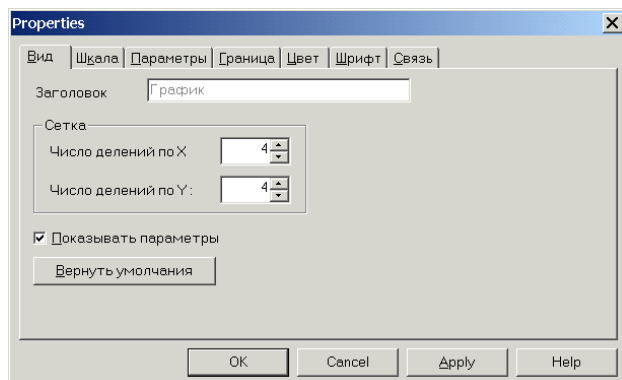 Properties
Вид Шкала Параметры Граница Цвет Шрифт Связь
Заголовок График
Сетка
Число делений по X 4
Число делений по Y: 4
Показывать параметры
Вернуть умолчания
OK Cancel Apply Help